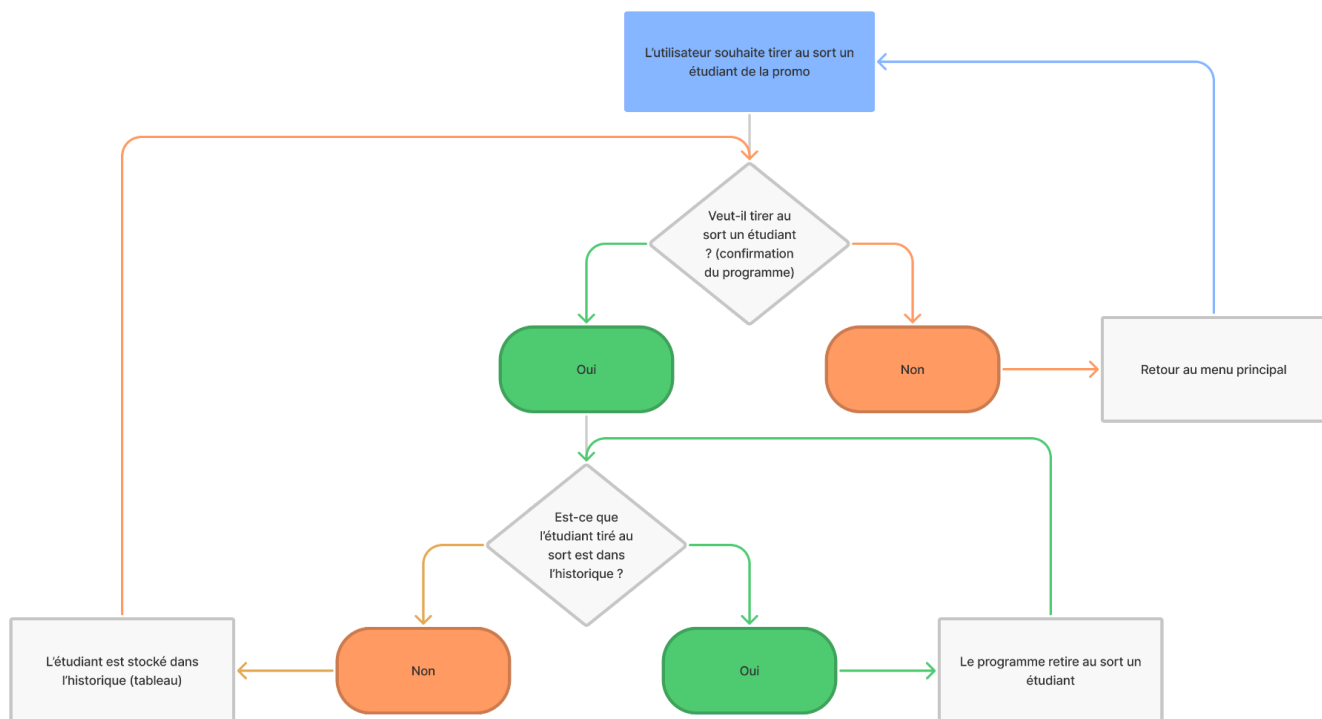 L'utilisateur souhaite tirer au sort un
étudiant de la promo
Veut-il tirer au
sort un étudiant
? (confirmation
du programme)
Oui
Non
Retour au menu principal
Est-ce que
l'étudiant tiré au
sort est dans
l'historique ?
L'étudiant est stocké dans
l'historique (tableau)
Non
Oui
Le programme retire au sort un
étudiant